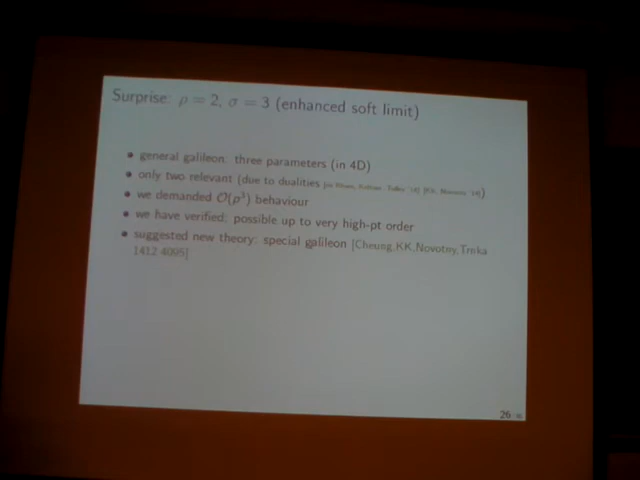 Surprise: ρ = 2, σ = 3 (enhanced soft limit)
general galileon: three parameters (in 4D)
only two relevant (due to dualities
we demanded O(p³) behaviour
we have verified: possible up to very high-pt order
suggested new theory: special galileon [Cheung,KK,Novotny,Trnka
1412.4095]
26